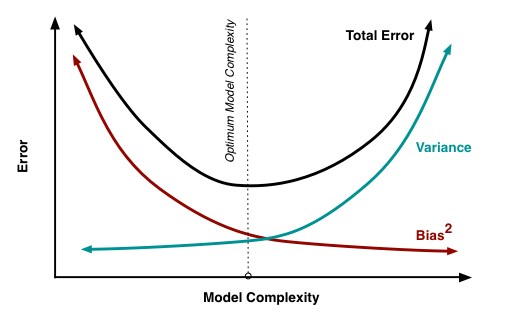 Total Error
Optimum Model Complexity
Variance
Error
Bias2
Model Complexity